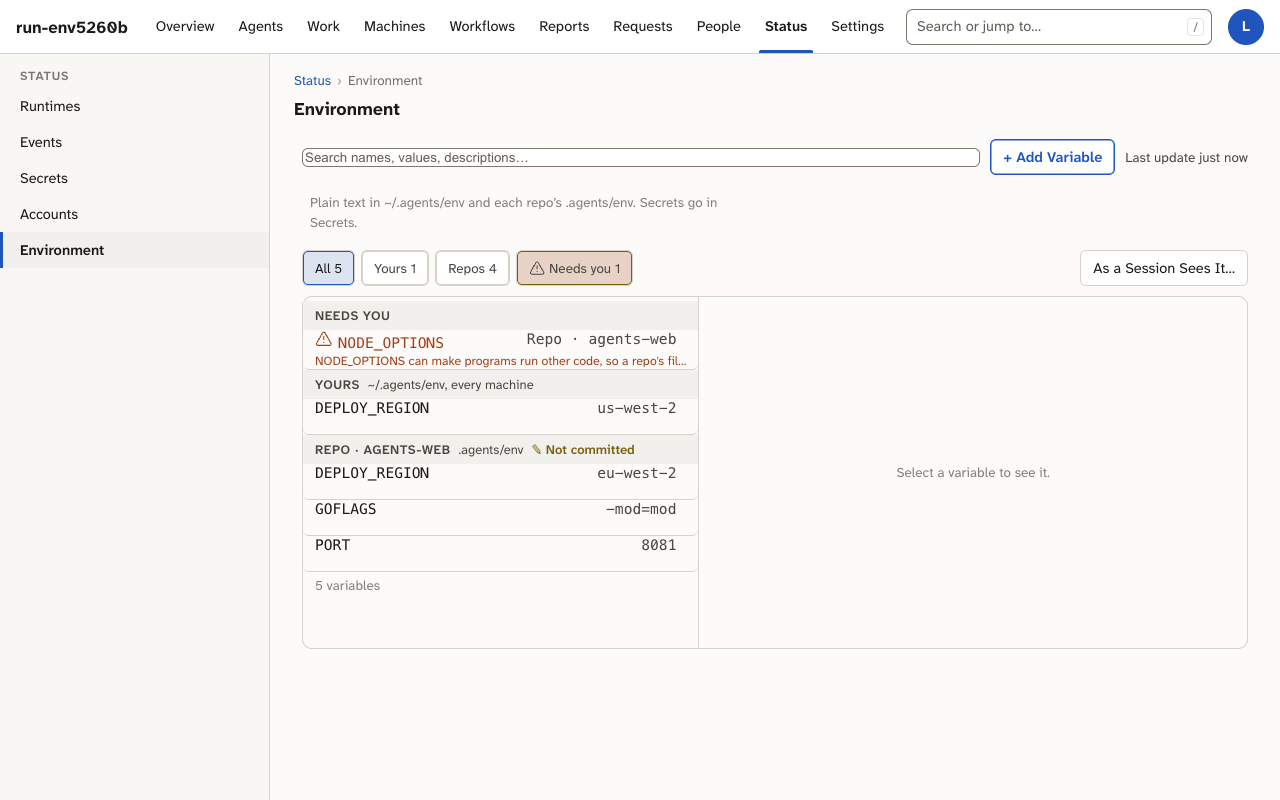 run-env5260b Overview Agents Work Machines Workflows Reports Requests People Status Settings Search or jump to… / L
STATUS
Runtimes
Events
Secrets
Accounts
Environment
Status › Environment
Environment
Search names, values, descriptions… + Add Variable Last update just now
Plain text in ~/.agents/env and each repo's .agents/env. Secrets go in
Secrets.
All 5 Yours 1 Repos 4 Needs you 1 As a Session Sees It…
NEEDS YOU
NODE_OPTIONS Repo · agents-web
NODE_OPTIONS can make programs run other code, so a repo's fil…
YOURS ~/.agents/env, every machine
DEPLOY_REGION us-west-2
REPO · AGENTS-WEB .agents/env ✎ Not committed
DEPLOY_REGION eu-west-2
GOFLAGS -mod=mod
PORT 8081
5 variables
Select a variable to see it.